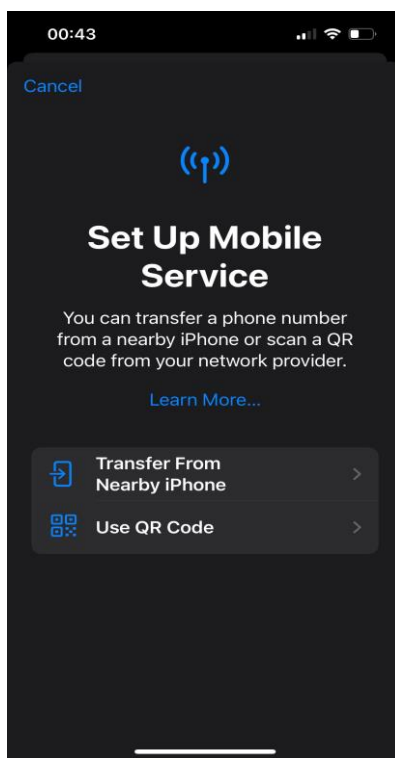 00:43
Cancel
Set Up Mobile
Service
You can transfer a phone number
from a nearby iPhone or scan a QR
code from your network provider.
Learn More...
Transfer From
Nearby iPhone
Use QR Code